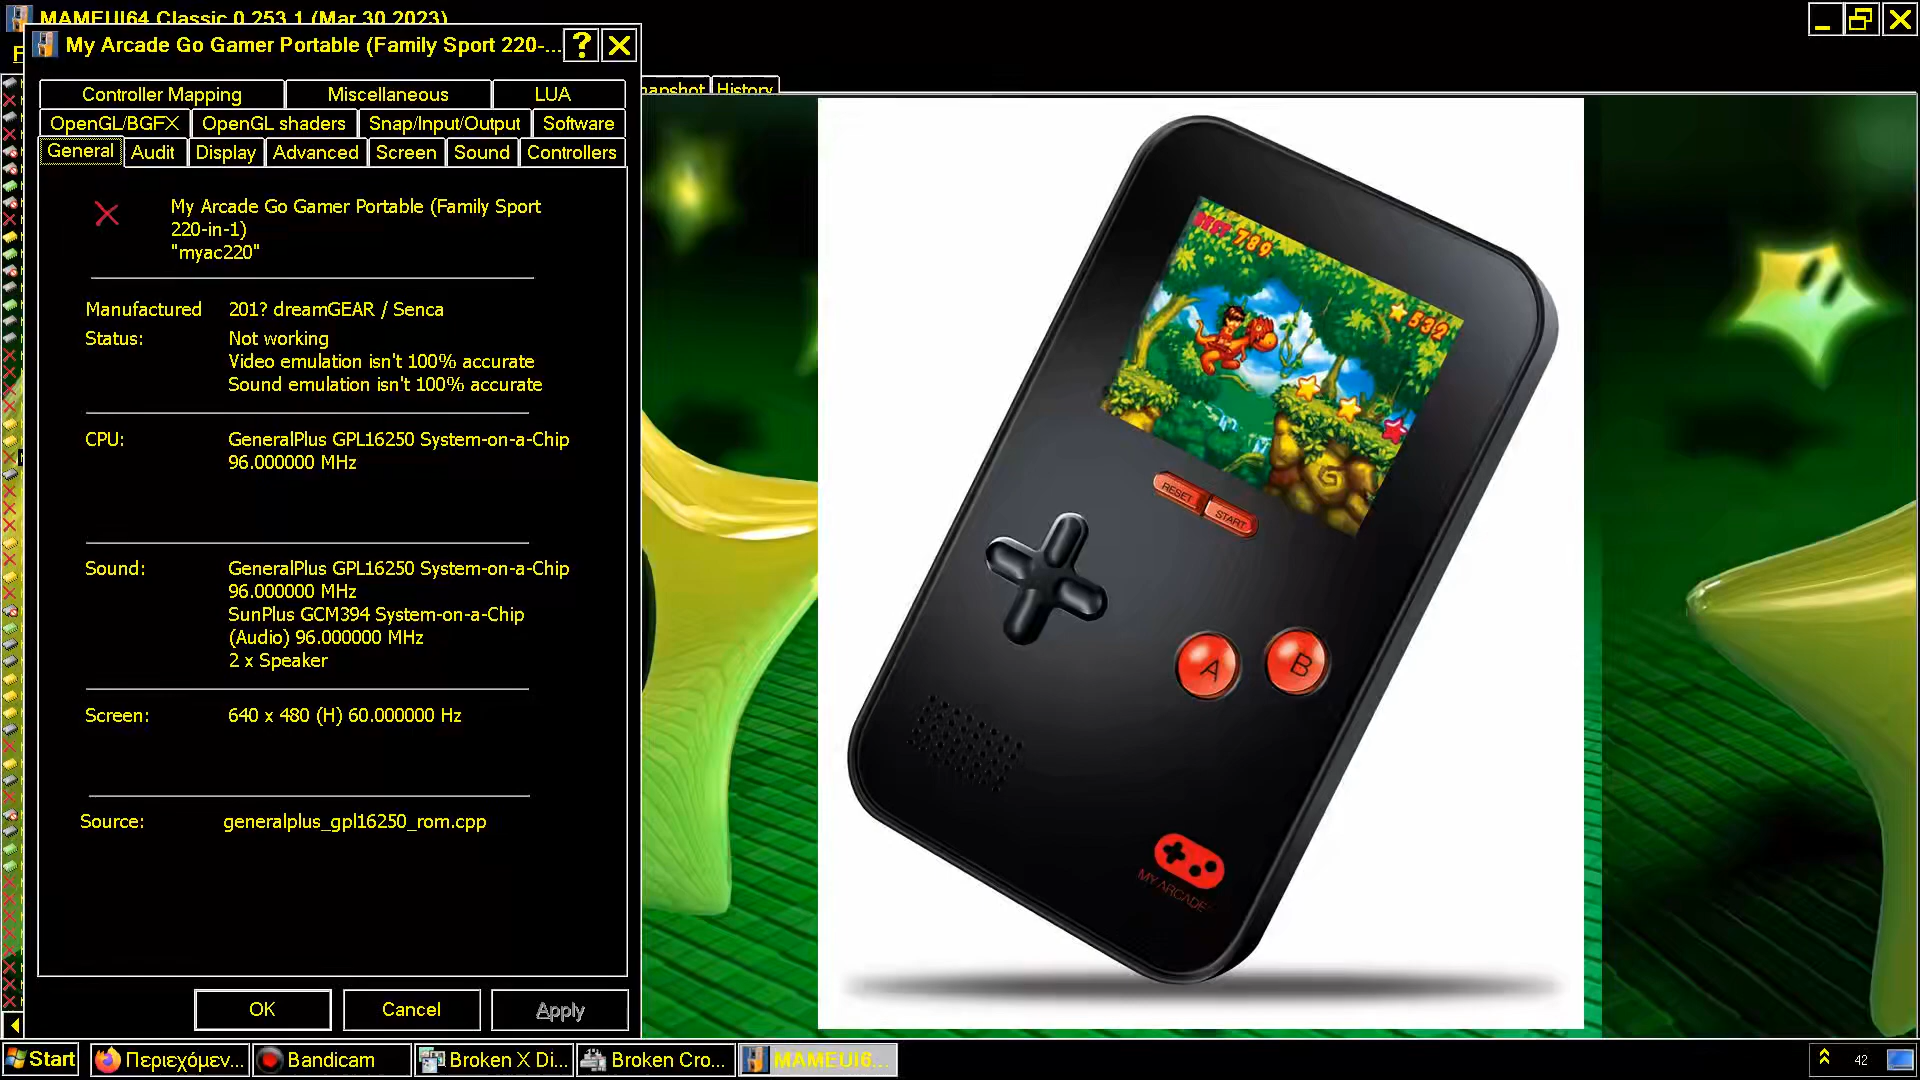 MAMEUI64 Classic 0.253.1 (Mar 30 2023)
My Arcade Go Gamer Portable (Family Sport 220-...
?
F
Controller Mapping Miscellaneous LUA
OpenGL/BGFX OpenGL shaders Snap/Input/Output Software
General Audit Display Advanced Screen Sound Controllers
History
My Arcade Go Gamer Portable (Family Sport
220-in-1)
"myac220"
Manufactured 201? dreamGEAR / Senca
Status: Not working
Video emulation isn't 100% accurate
Sound emulation isn't 100% accurate
CPU: GeneralPlus GPL16250 System-on-a-Chip
96.000000 MHz
Sound: GeneralPlus GPL16250 System-on-a-Chip
96.000000 MHz
SunPlus GCM394 System-on-a-Chip
(Audio) 96.000000 MHz
2 x Speaker
Screen: 640 x 480 (H) 60.000000 Hz
Source: generalplus_gpl16250_rom.cpp
OK Cancel Apply
BEST 789
532
RESET
START
A B
MY ARCADE
Start Περιεχόμεν... Bandicam Broken X Di... Broken Cro... MAMEUI6... 42